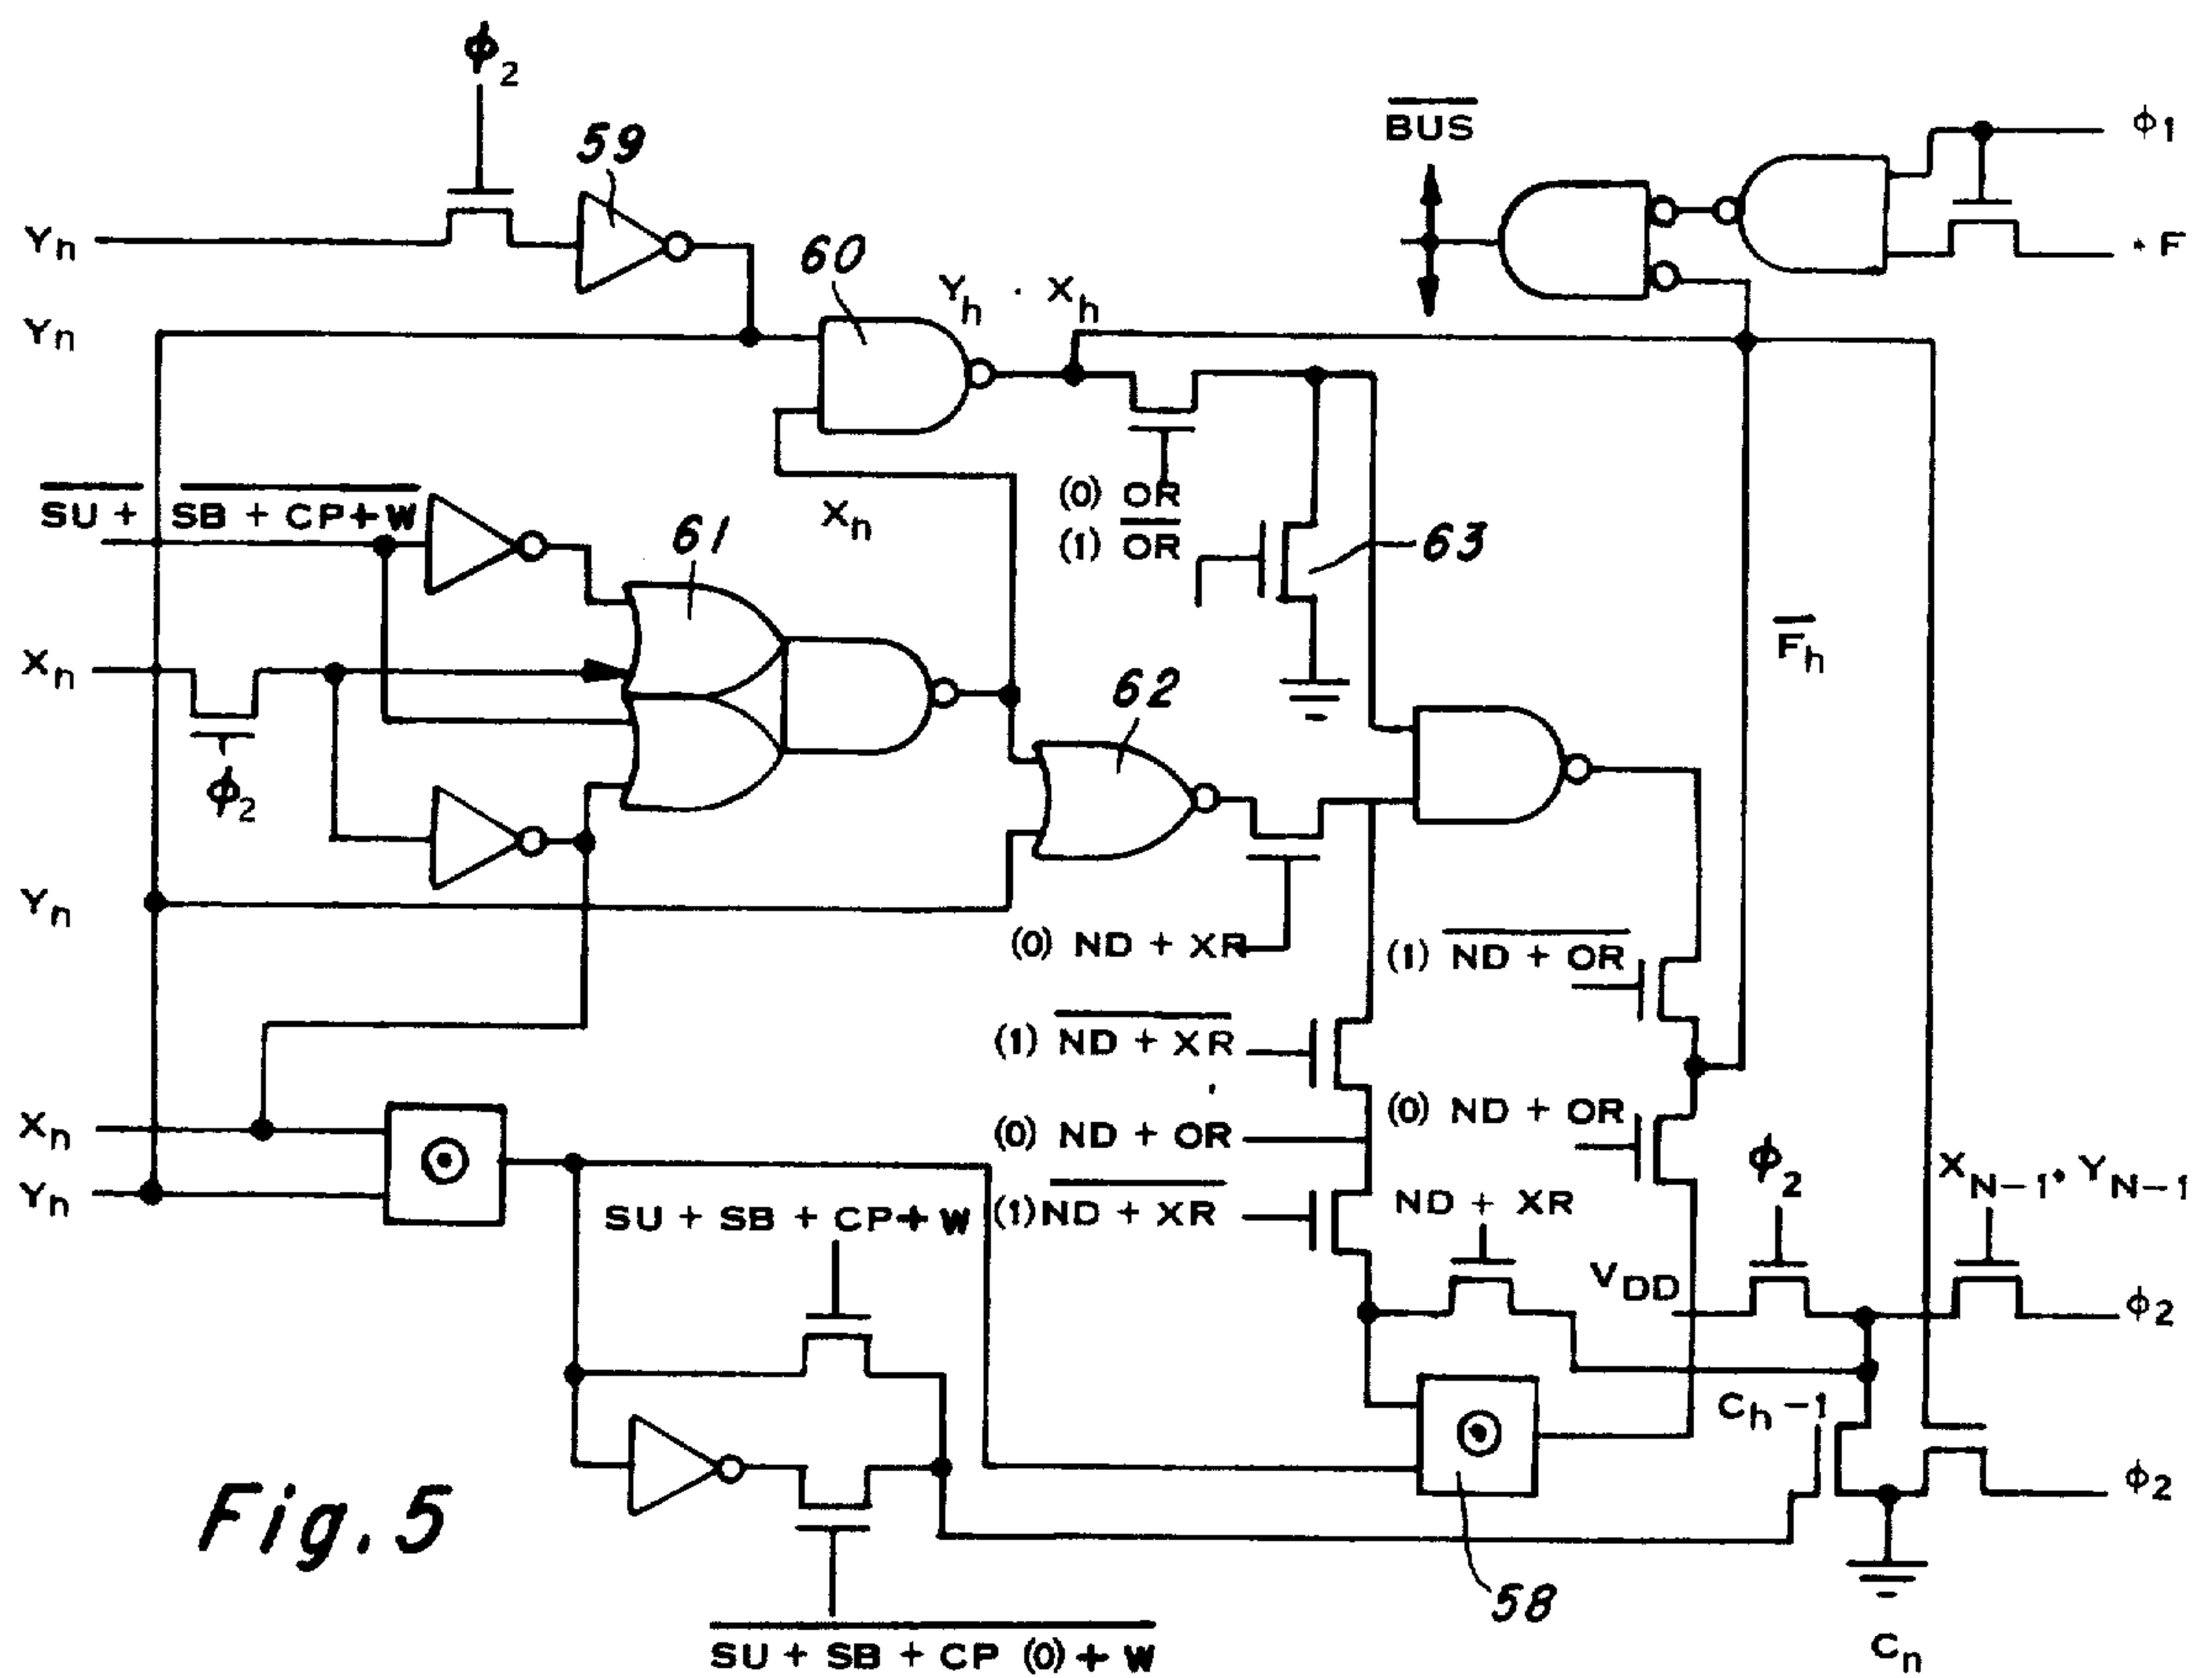 ϕ2
59
BUS
ϕ1
Yn
60
F
Yh · Xh
Yn
SU + SB + CP + W
Xn
61
(0) OR
(1) OR
63
Fh
Xn
62
ϕ2
Yn
(0) ND + XR
(1) ND + OR
(1) ND + XR
(0) ND + OR
(0) ND + OR
Xn
Yn
ϕ2
XN-1 · YN-1
SU + SB + CP + W
(1) ND + XR
ND + XR
VDD
ϕ2
Ch-1
ϕ2
Fig. 5
58
SU + SB + CP (0) + W
Cn